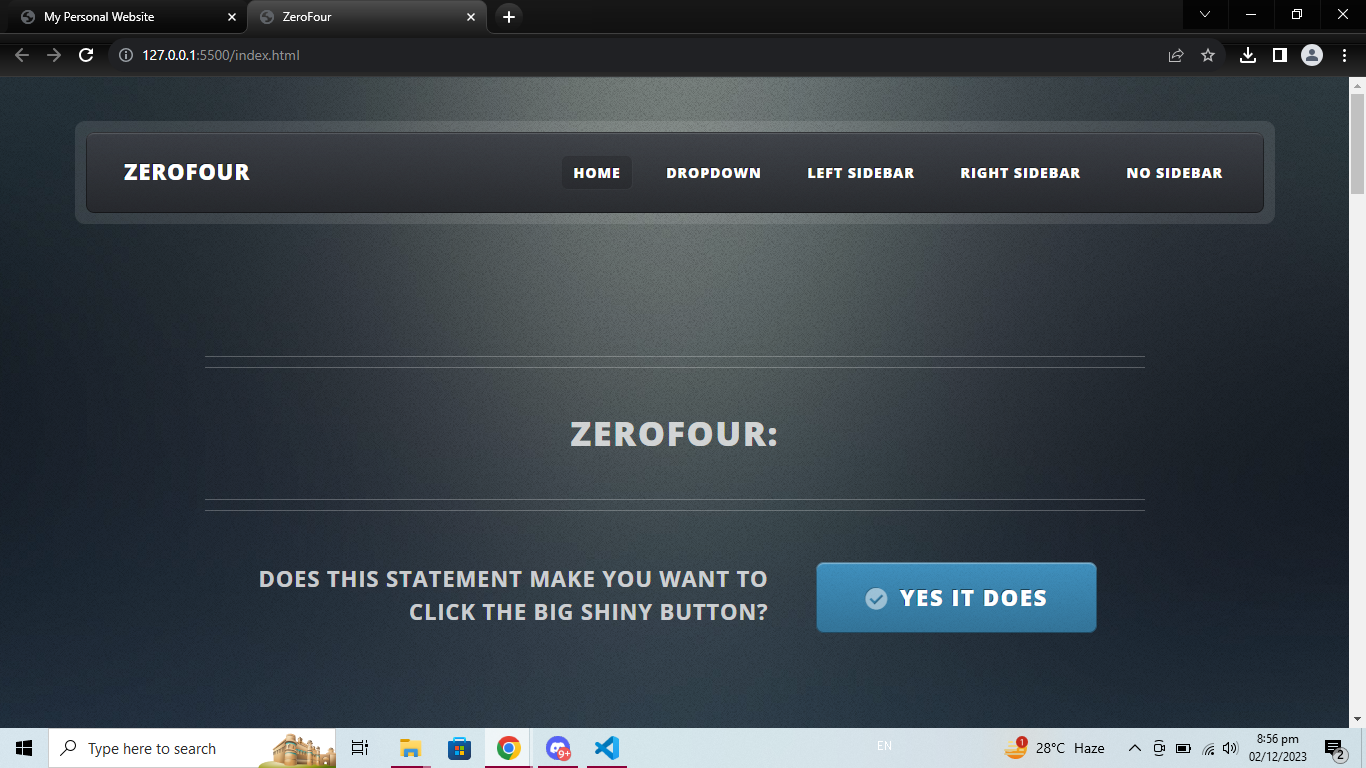 My Personal Website
ZeroFour
127.0.0.1:5500/index.html
ZEROFOUR
HOME
DROPDOWN
LEFT SIDEBAR
RIGHT SIDEBAR
NO SIDEBAR
ZEROFOUR:
DOES THIS STATEMENT MAKE YOU WANT TO
CLICK THE BIG SHINY BUTTON?
YES IT DOES
Type here to search
9+
EN
1
28°C Haze
8:56 pm
02/12/2023
2